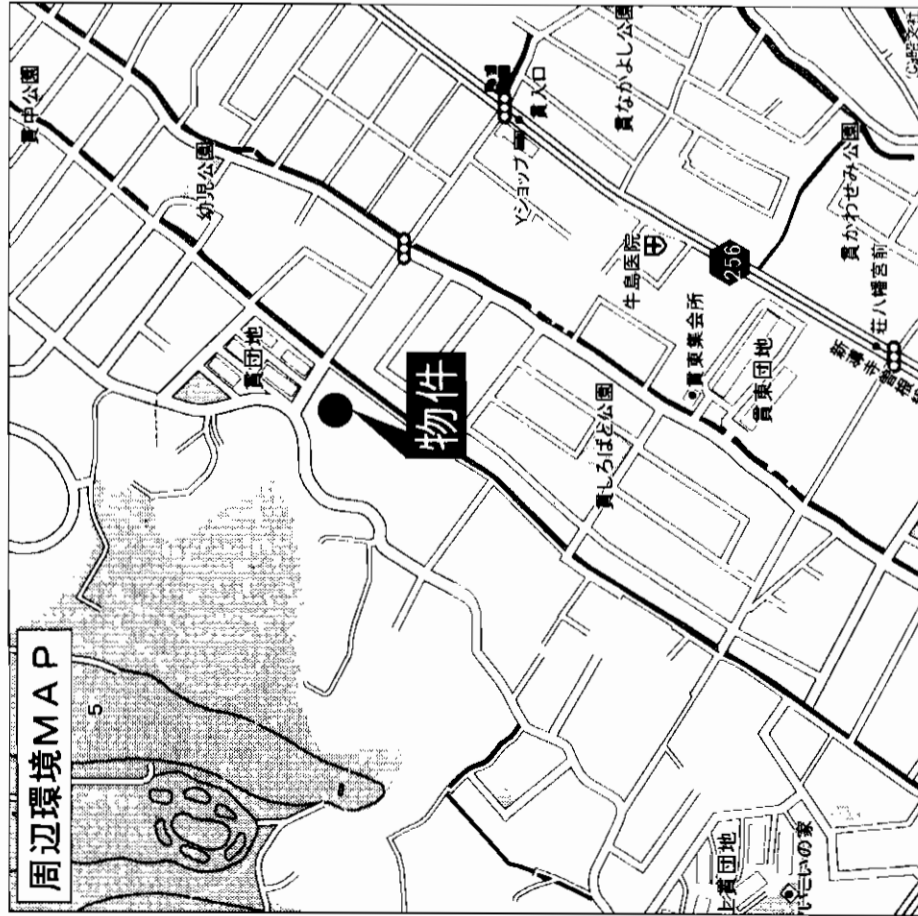 周辺環境MAP
5
貫中公園
幼児公園
貫団地
物件
Yショップ
貫入口
貫なかよし公園
牛島医院
256
貫かわせみ公園
荘八幡宮前
貫東集会所
貫東団地
貫しろばと公園
上貫団地